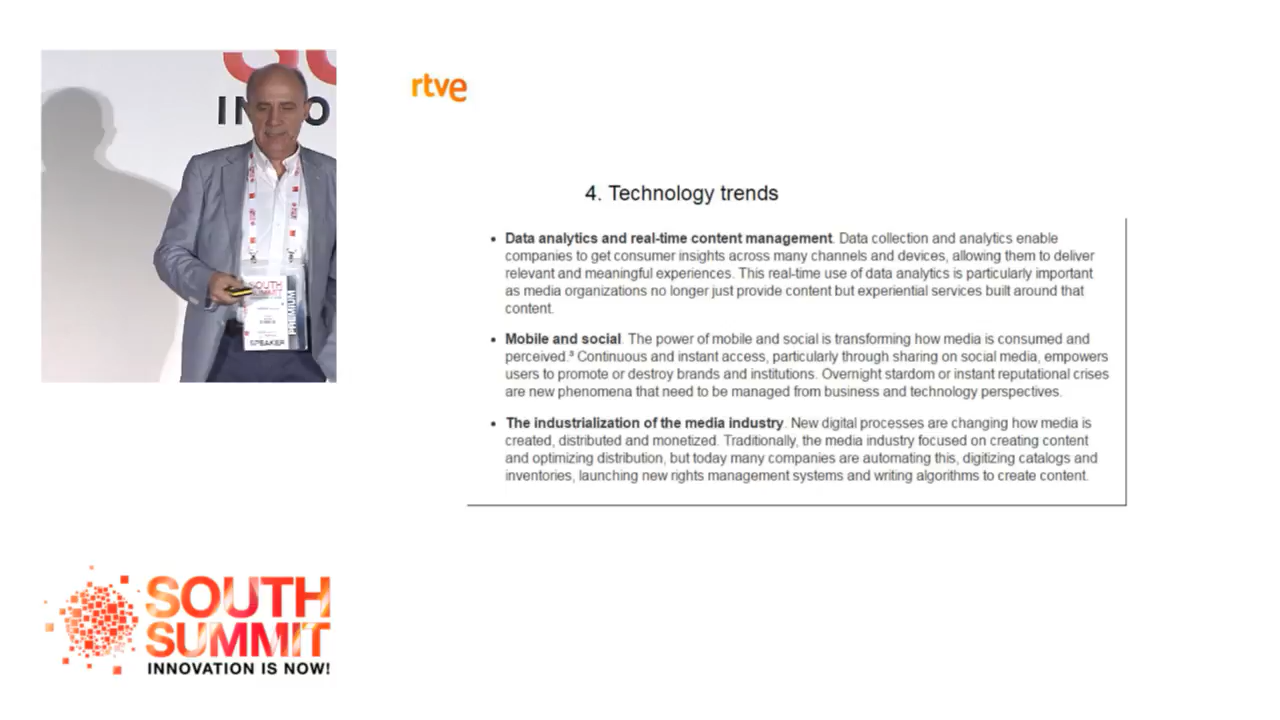 rtve
4. Technology trends
• Data analytics and real-time content management. Data collection and analytics enable
companies to get consumer insights across many channels and devices, allowing them to deliver
relevant and meaningful experiences. This real-time use of data analytics is particularly important
as media organizations no longer just provide content but experiential services built around that
content.
• Mobile and social. The power of mobile and social is transforming how media is consumed and
perceived.³ Continuous and instant access, particularly through sharing on social media, empowers
users to promote or destroy brands and institutions. Overnight stardom or instant reputational crises
are new phenomena that need to be managed from business and technology perspectives.
• The industrialization of the media industry. New digital processes are changing how media is
created, distributed and monetized. Traditionally, the media industry focused on creating content
and optimizing distribution, but today many companies are automating this, digitizing catalogs and
inventories, launching new rights management systems and writing algorithms to create content.
SOUTH
SUMMIT
PREMIUM
SPEAKER
SOUTH
SUMMIT
INNOVATION IS NOW!